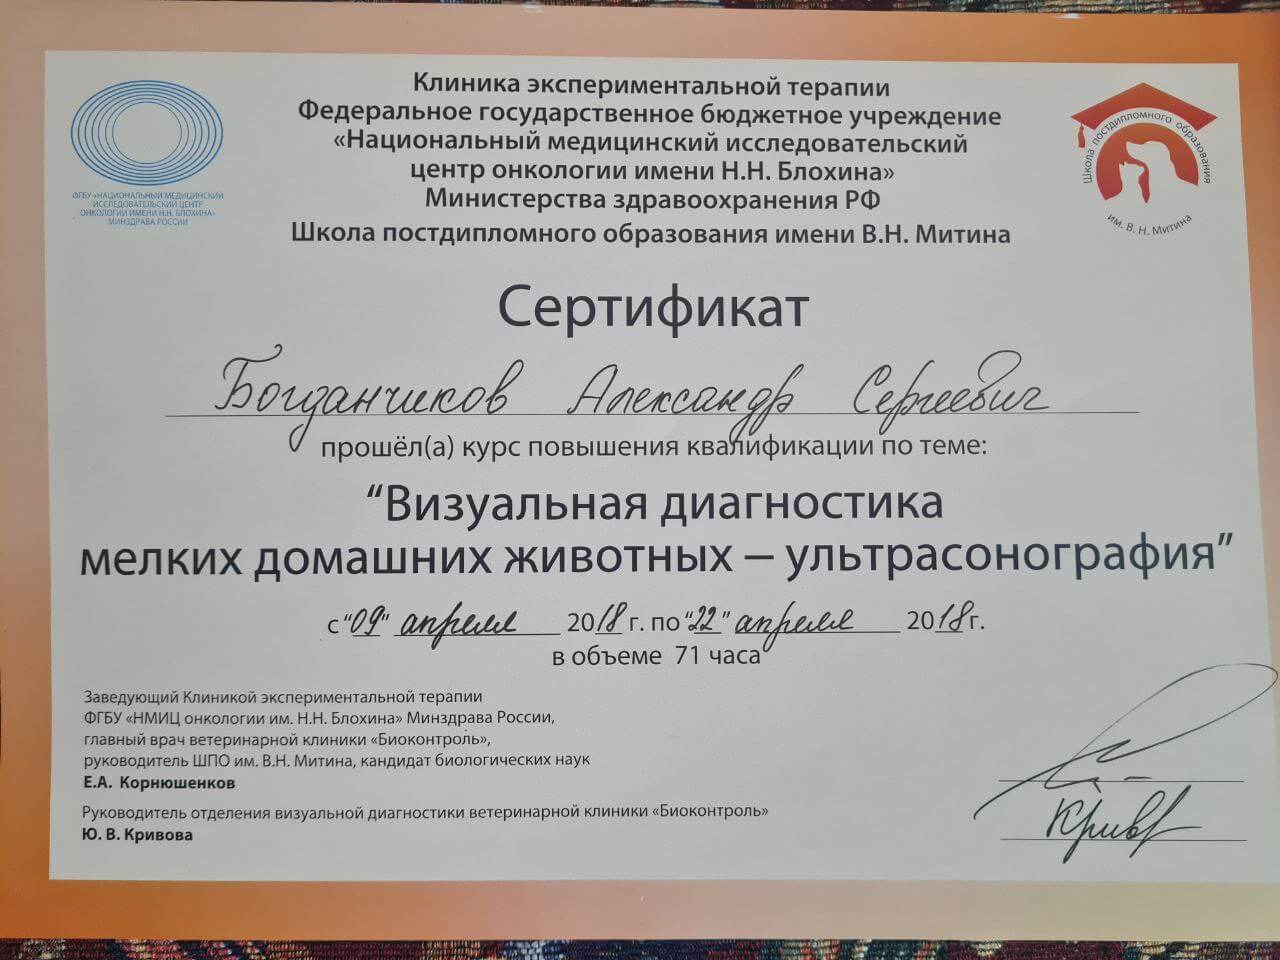 Клиника экспериментальной терапии
Федеральное государственное бюджетное учреждение
«Национальный медицинский исследовательский
центр онкологии имени Н.Н. Блохина»
Министерства здравоохранения РФ
Школа постдипломного образования имени В.Н. Митина
ФГБУ «НАЦИОНАЛЬНЫЙ МЕДИЦИНСКИЙ
ИССЛЕДОВАТЕЛЬСКИЙ ЦЕНТР
ОНКОЛОГИИ ИМЕНИ Н.Н. БЛОХИНА»
МИНЗДРАВА РОССИИ
Школа постдипломного образования
им. В. Н. Митина
Сертификат
Богданчиков Александр Сергеевич
прошёл(а) курс повышения квалификации по теме:
“Визуальная диагностика
мелких домашних животных – ультрасонография”
с “09” апреля 2018 г. по “22” апреля 2018 г.
в объеме 71 часа
Заведующий Клиникой экспериментальной терапии
ФГБУ «НМИЦ онкологии им. Н.Н. Блохина» Минздрава России,
главный врач ветеринарной клиники «Биоконтроль»,
руководитель ШПО им. В.Н. Митина, кандидат биологических наук
Е.А. Корнюшенков
Руководитель отделения визуальной диагностики ветеринарной клиники «Биоконтроль»
Ю. В. Кривова